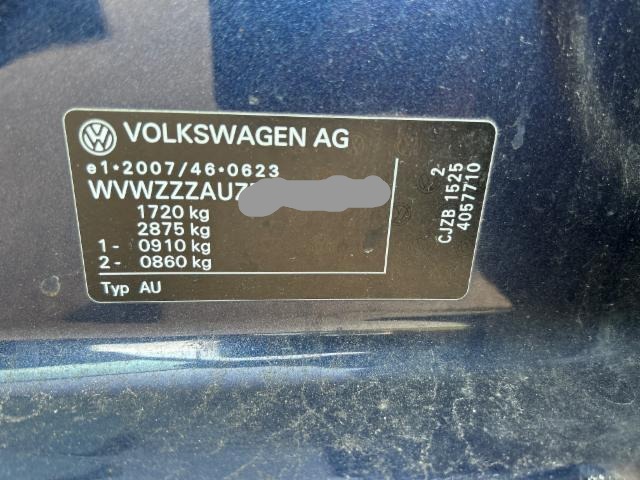 VOLKSWAGEN AG
e1*2007/46*0623
WVWZZZAUZ
1720 kg
2875 kg
1- 0910 kg
2- 0860 kg
Typ AU
2
CJZB 1525
4057710